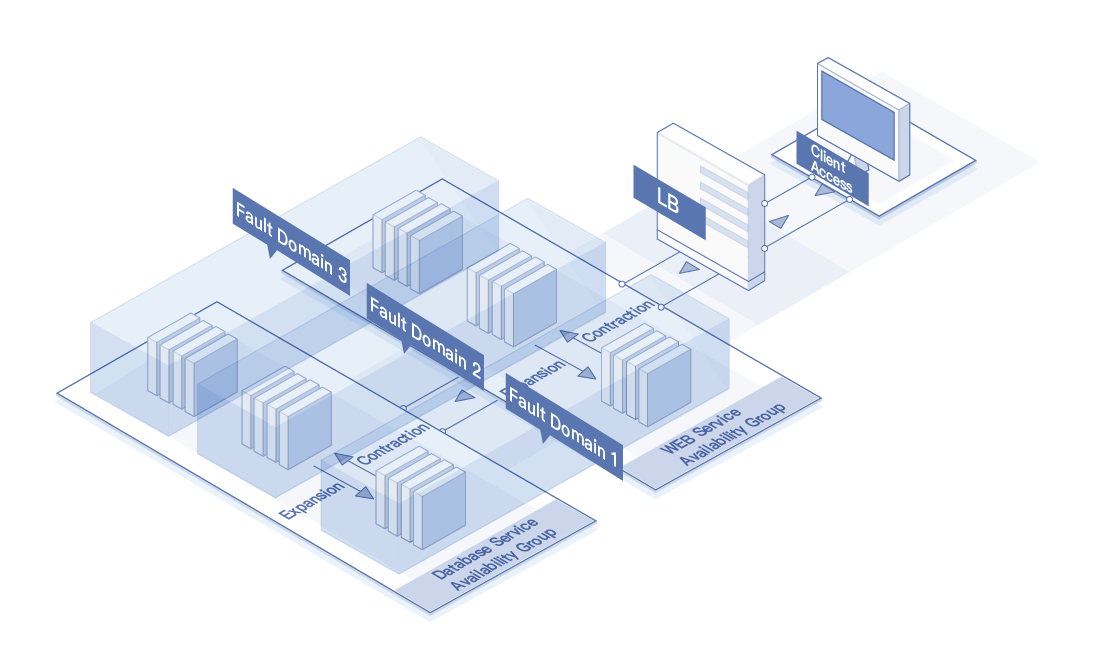 Client
Access
LB
Fault Domain 3
Fault Domain 2
Fault Domain 1
Contraction
WEB Service
Availability Group
Contraction
Expansion
Database Service
Availability Group